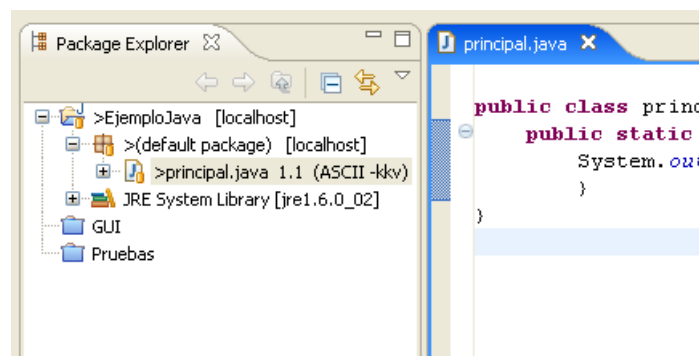 Package Explorer
>EjemploJava [localhost]
>(default package) [localhost]
>principal.java 1.1 (ASCII -kkv)
JRE System Library [jre1.6.0_02]
GUI
Pruebas
principal.java
public class
public static
System.
}
}